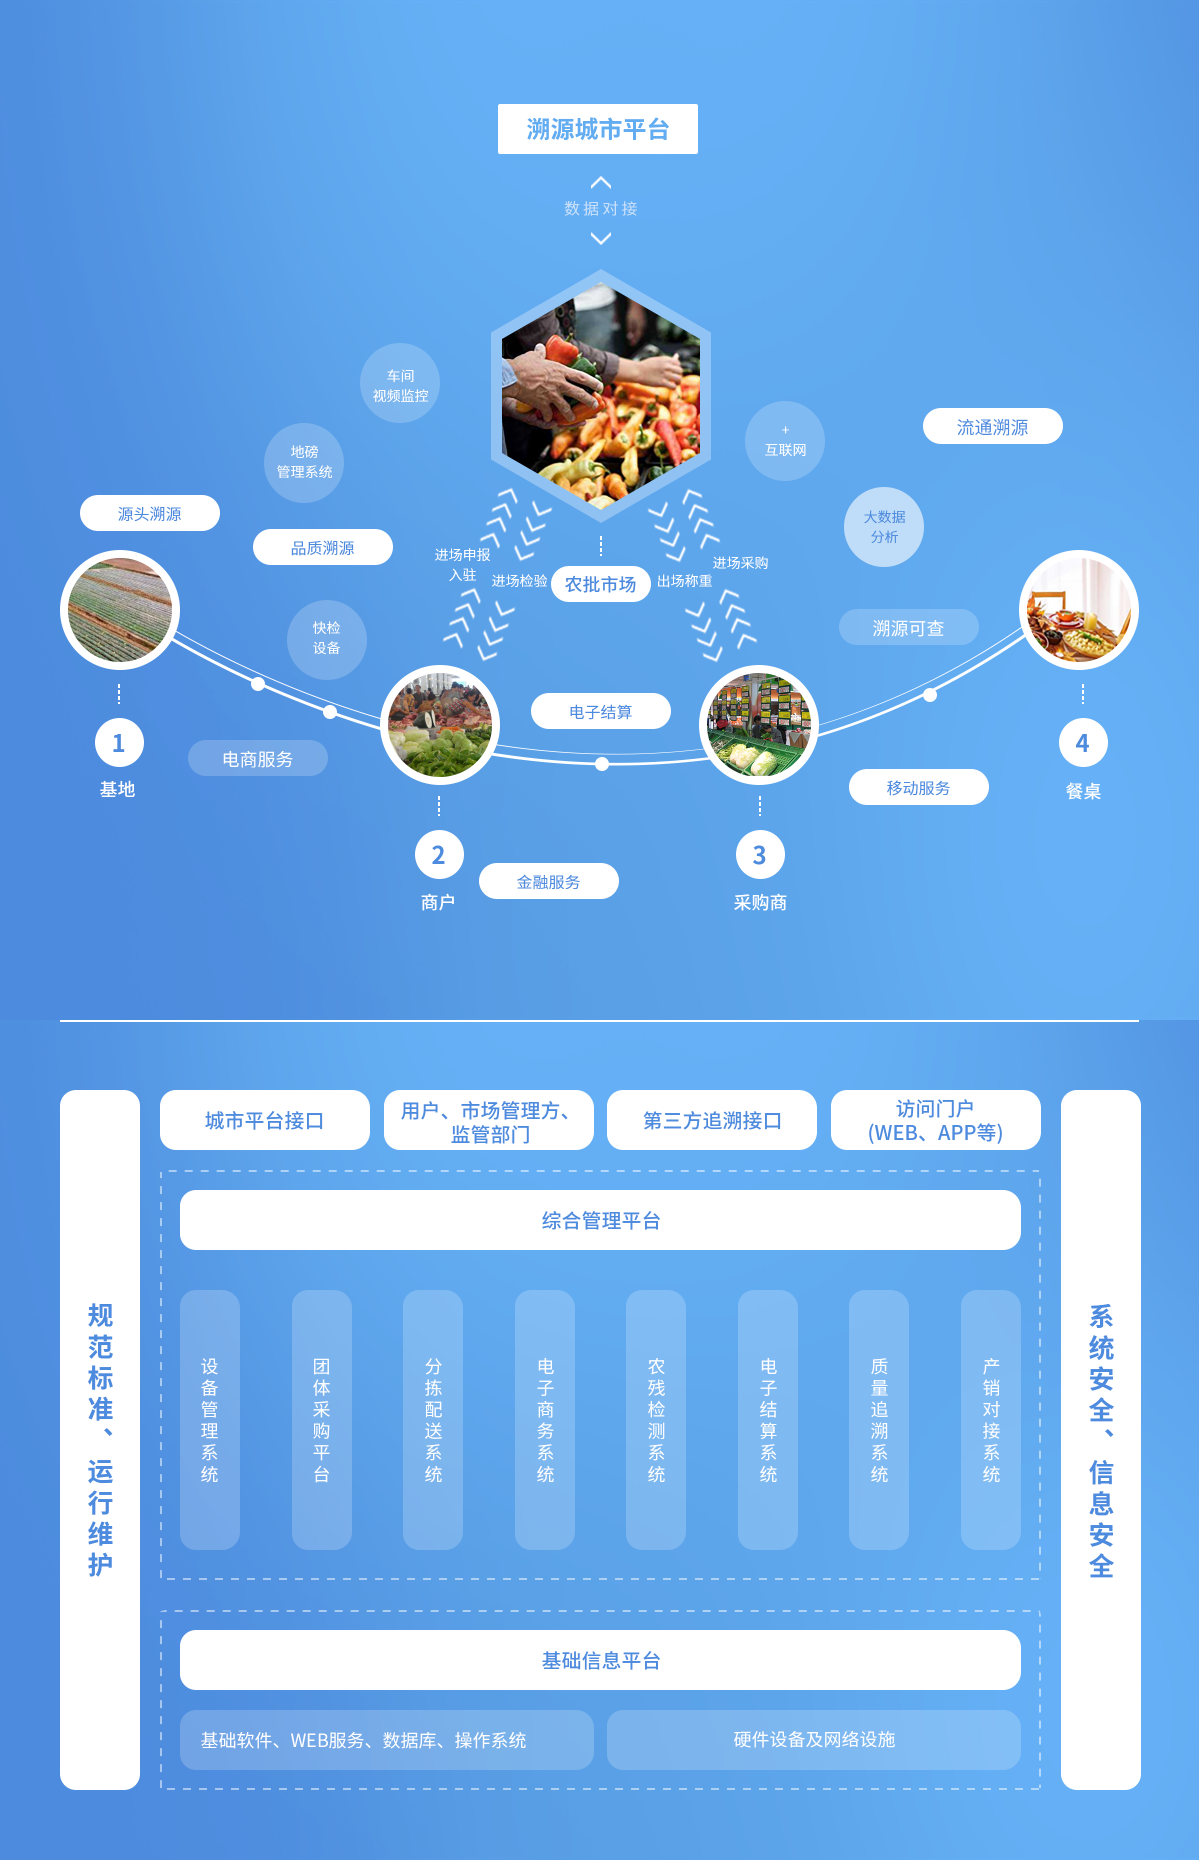 溯源城市平台
数据对接
车间
视频监控
地磅
管理系统
+
互联网
流通溯源
大数据
分析
源头溯源
品质溯源
进场申报
入驻
进场检验
农批市场
出场称重
进场采购
快检
设备
溯源可查
电子结算
电商服务
移动服务
1
基地
2
商户
金融服务
3
采购商
4
餐桌
城市平台接口
用户、市场管理方、
监管部门
第三方追溯接口
访问门户
(WEB、APP等)
规范标准、运行维护
综合管理平台
设备管理系统
团体采购平台
分拣配送系统
电子商务系统
农残检测系统
电子结算系统
质量追溯系统
产销对接系统
系统安全、信息安全
基础信息平台
基础软件、WEB服务、数据库、操作系统
硬件设备及网络设施